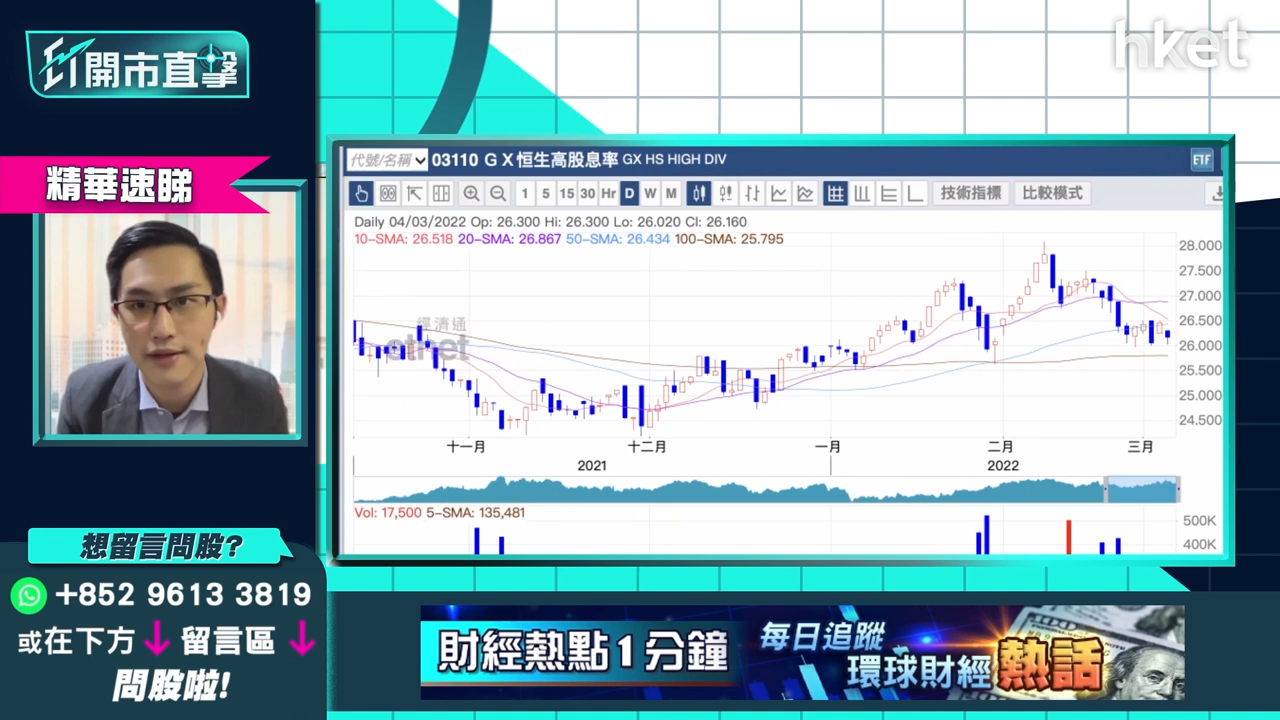 hket
ET開市直擊
精華速睇
代號/名稱 03110 G X 恒生高股息率 GX HS HIGH DIV ETF
1 5 15 30 Hr D W M 技術指標 比較模式
Daily 04/03/2022 Op: 26.300 Hi: 26.300 Lo: 26.020 Cl: 26.160
10-SMA: 26.518 20-SMA: 26.867 50-SMA: 26.434 100-SMA: 25.795
28.000
27.500
27.000
26.500
26.000
25.500
25.000
24.500
經濟通
etnet
十一月 十二月 一月 二月 三月
2021 2022
Vol: 17,500 5-SMA: 135,481
500K
400K
想留言問股?
+852 9613 3819
或在下方 留言區
問股啦!
財經熱點1分鐘
每日追蹤
環球財經熱話